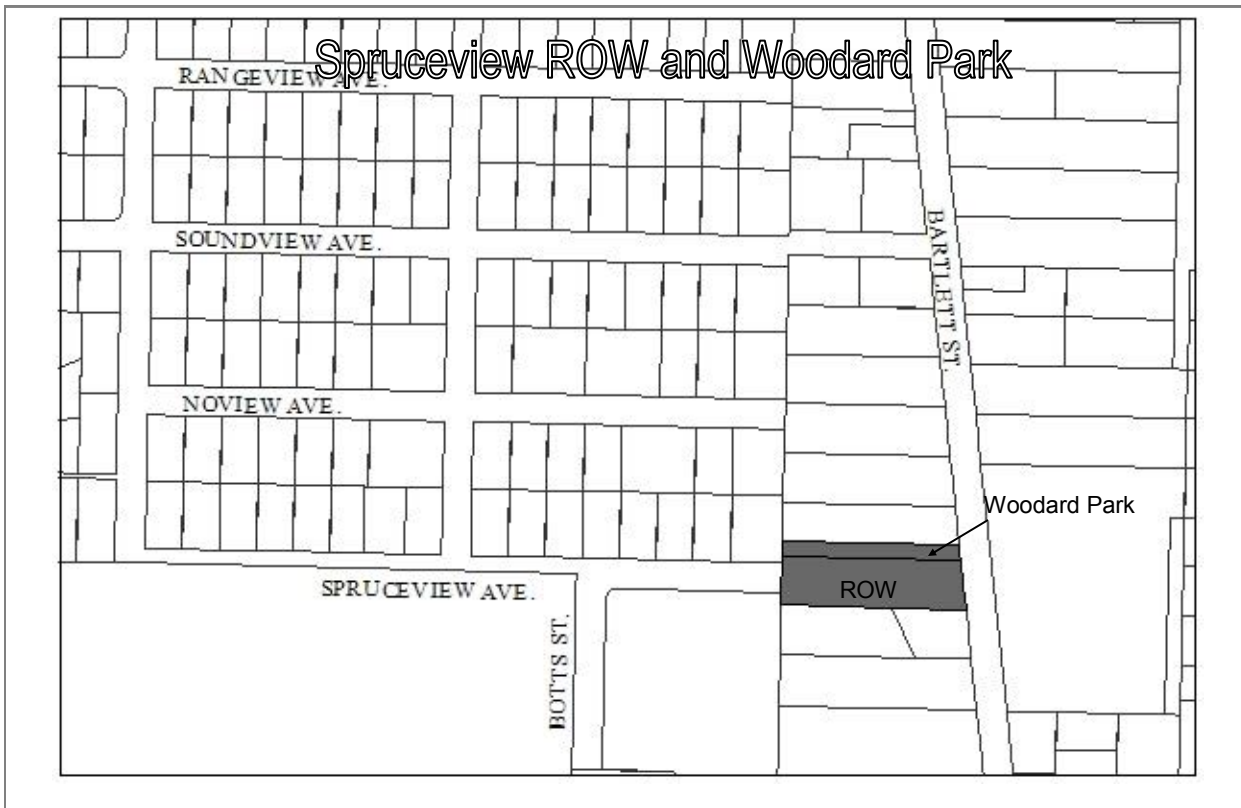 Spruceview ROW and Woodard Park
RANGEVIEW AVE.
SOUNDVIEW AVE.
BARTLETT ST.
NOVIEW AVE.
Woodard Park
ROW
SPRUCEVIEW AVE.
BOTTS ST.